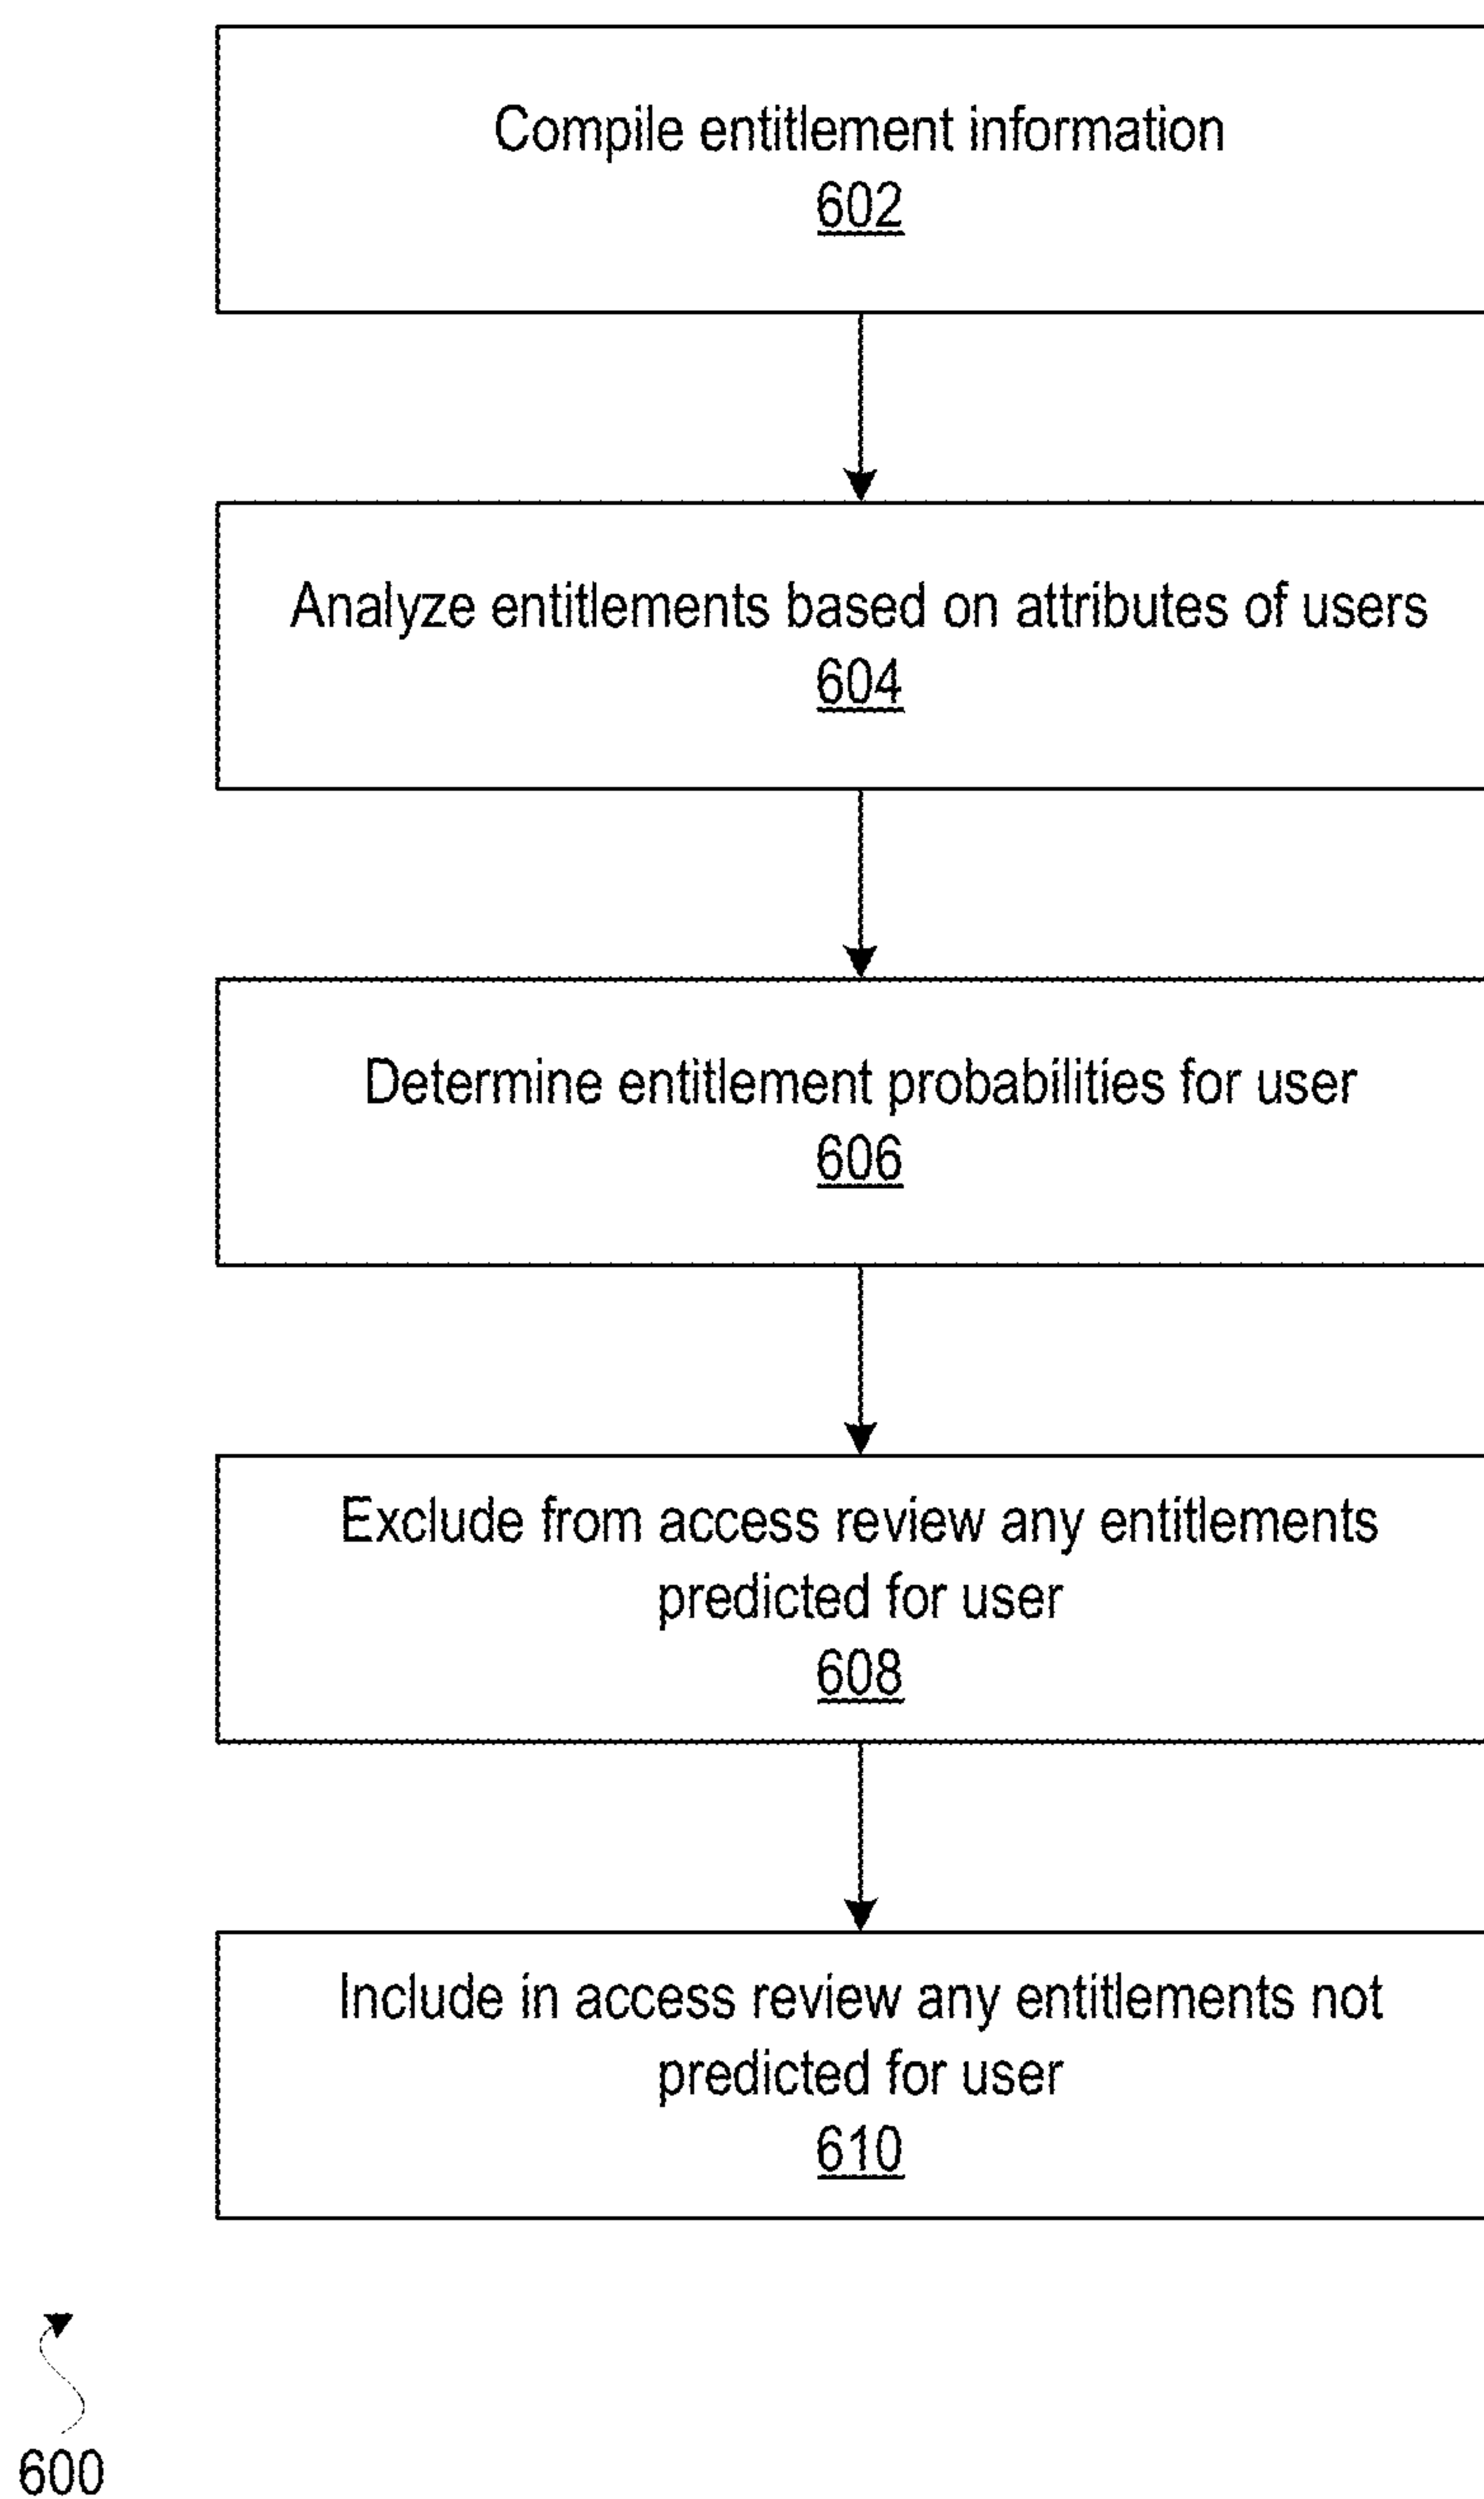 Compile entitlement information
602
Analyze entitlements based on attributes of users
604
Determine entitlement probabilities for user
606
Exclude from access review any entitlements
predicted for user
608
Include in access review any entitlements not
predicted for user
610
600